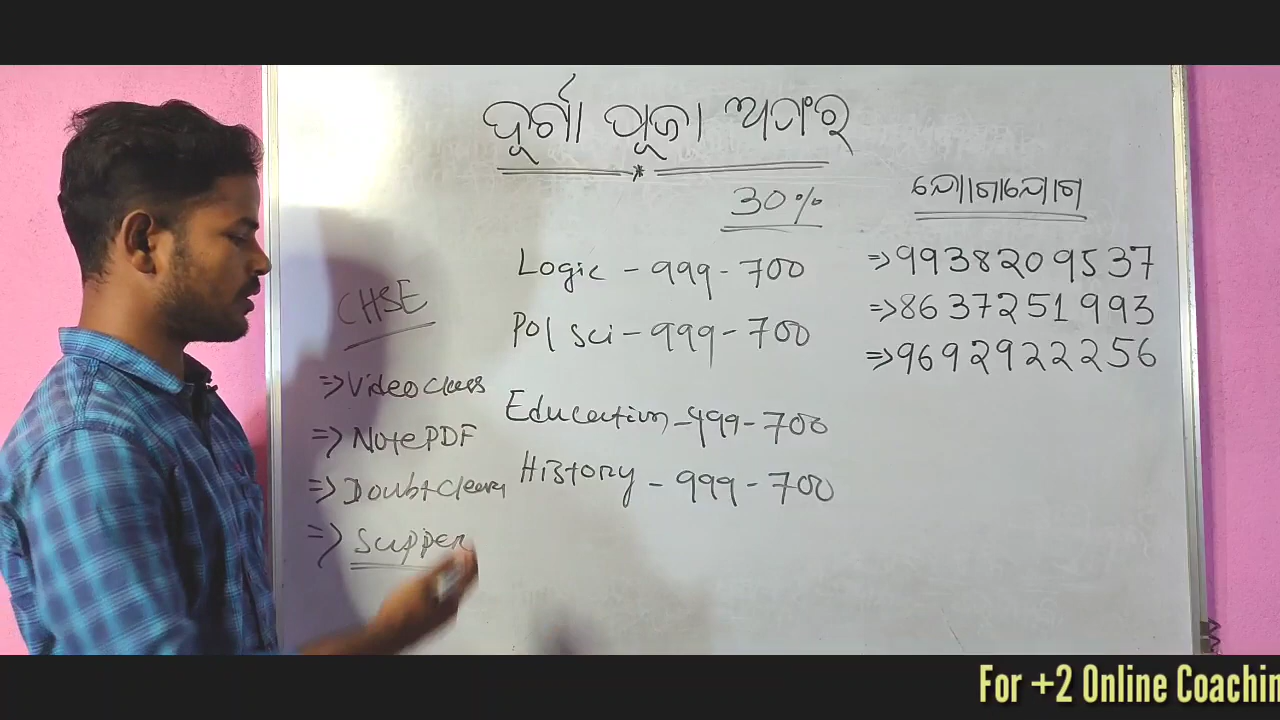 ଦୂର୍ଗା ପୂଜା ଅଫର୍
30%
CHSE
⇒ Video class
⇒ Note PDF
⇒ Doubt Clear
⇒ Supper
Logic - 999 - 700
Pol sci - 999 - 700
Education - 999 - 700
History - 999 - 700
ଯୋଗାଯୋଗ
⇒ 9938209537
⇒ 8637251993
⇒ 9692922256
For +2 Online Coachin